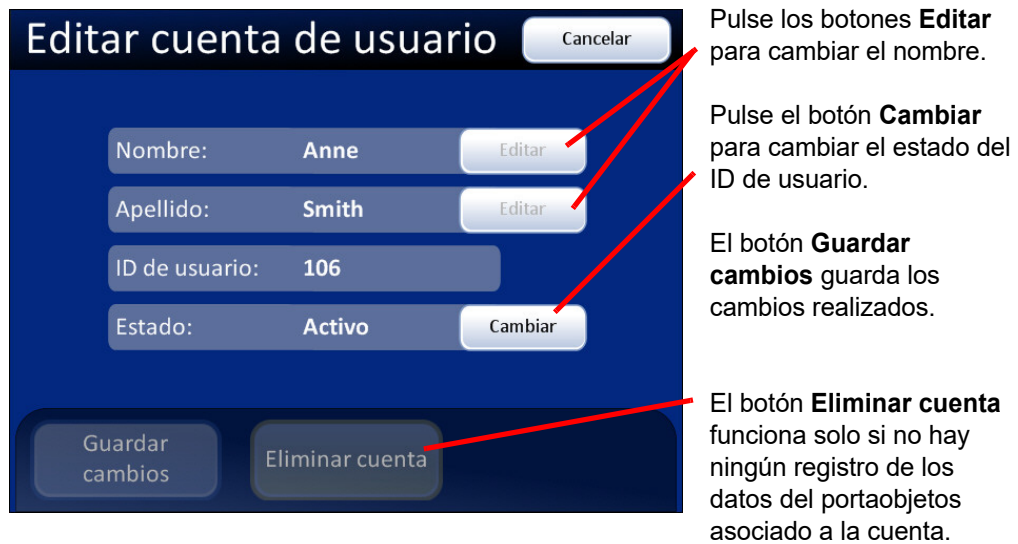 Editar cuenta de usuario
Cancelar
Nombre: Anne Editar
Apellido: Smith Editar
ID de usuario: 106
Estado: Activo Cambiar
Guardar
cambios
Eliminar cuenta
Pulse los botones Editar
para cambiar el nombre.
Pulse el botón Cambiar
para cambiar el estado del
ID de usuario.
El botón Guardar
cambios guarda los
cambios realizados.
El botón Eliminar cuenta
funciona solo si no hay
ningún registro de los
datos del portaobjetos
asociado a la cuenta.